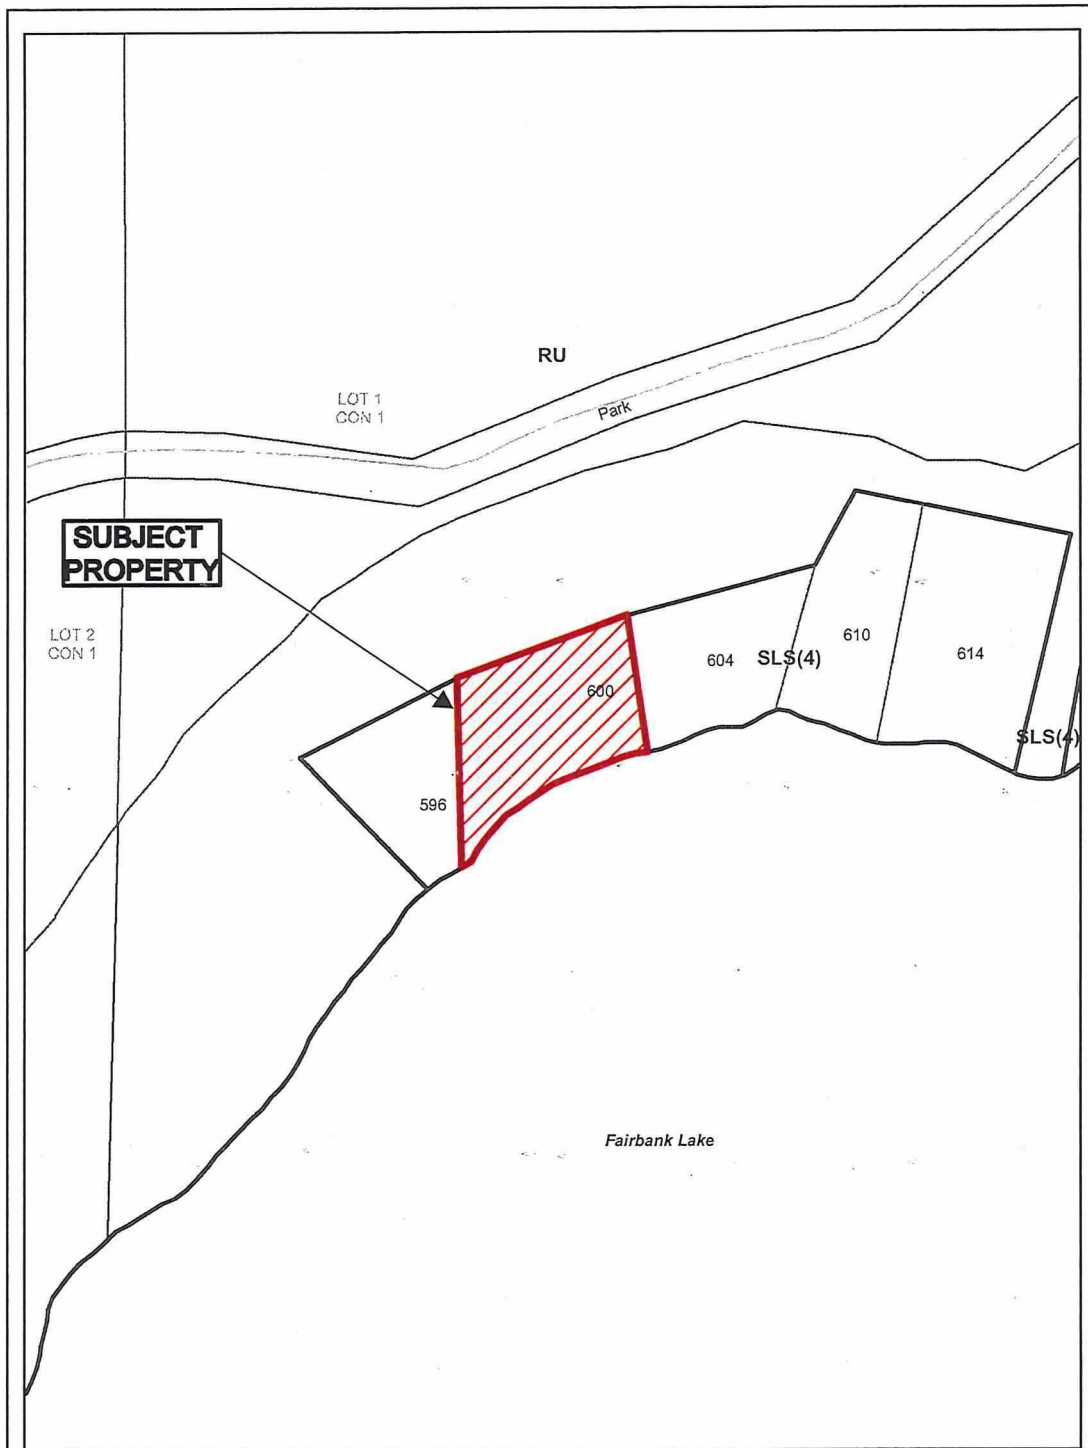 RU
LOT 1
CON 1
Park
SUBJECT
PROPERTY
LOT 2
CON 1
610
604
SLS(4)
614
600
SLS(4)
596
Fairbank Lake